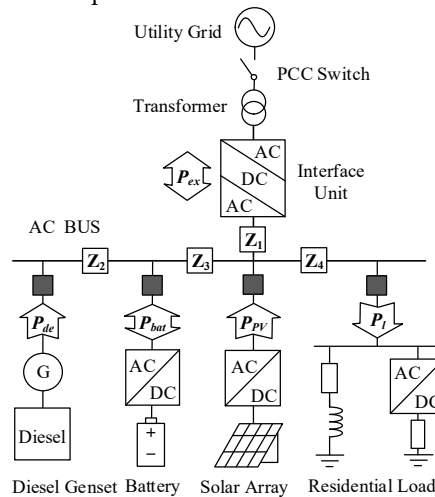 Utility Grid
PCC Switch
Transformer
AC
DC
AC
P_ex
Interface
Unit
AC BUS
Z_1
Z_2
Z_3
Z_4
P_de
P_bat
P_PV
P_l
G
AC
DC
AC
DC
AC
DC
Diesel
+
−
Diesel Genset
Battery
Solar Array
Residential Load